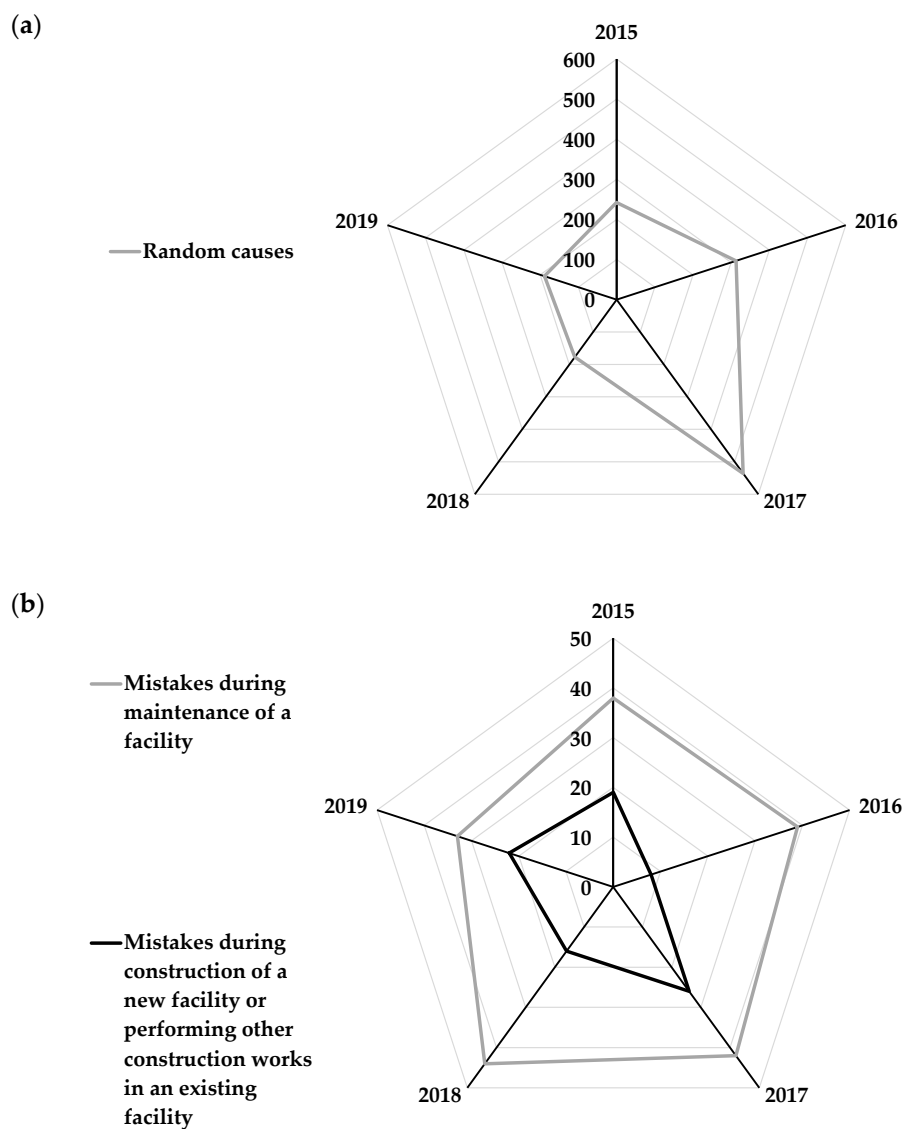 (a)
2015
600
500
400
300
200
100
0
2019
2016
Random causes
2018
2017
(b)
2015
50
40
30
20
10
0
Mistakes during
maintenance of a
facility
2019
2016
Mistakes during
construction of a
new facility or
performing other
construction works
in an existing
facility
2018
2017